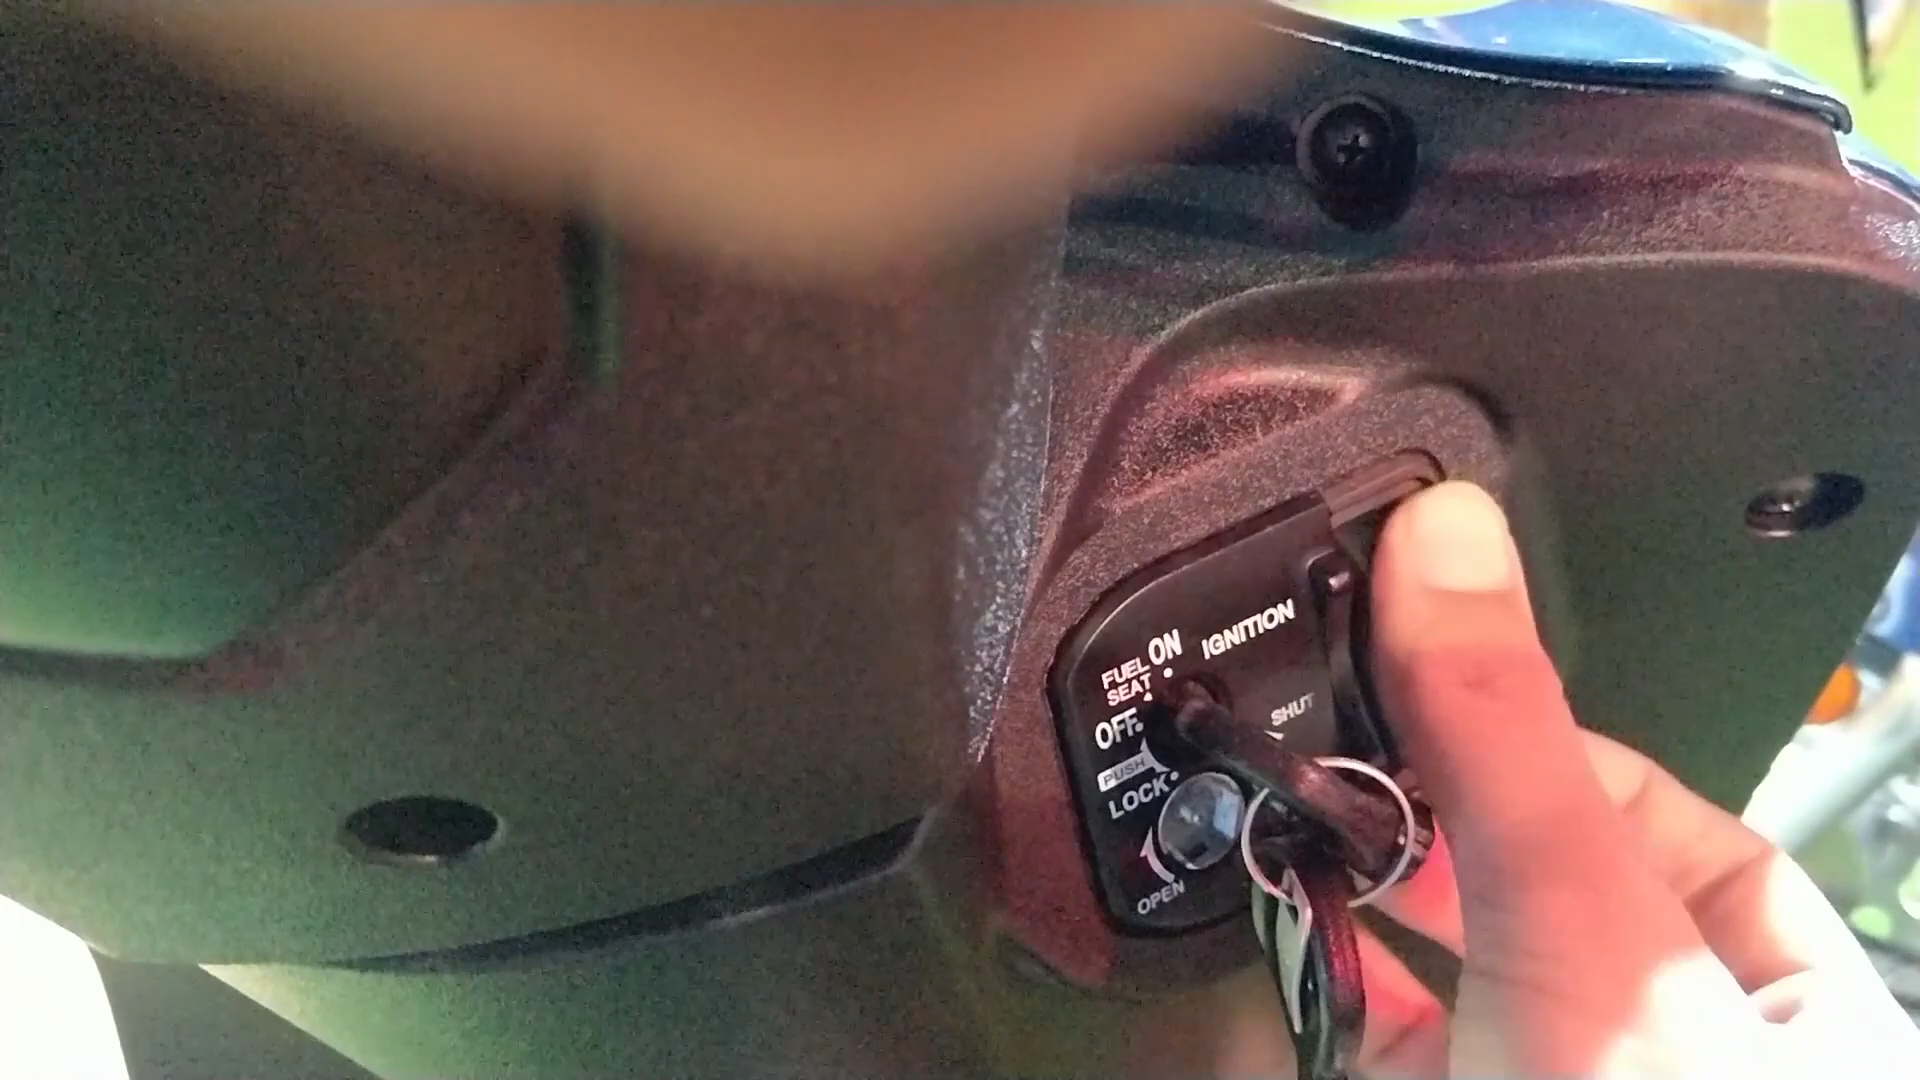 IGNITION
ON
FUEL
SEAT
OFF
SHUT
PUSH
LOCK
OPEN